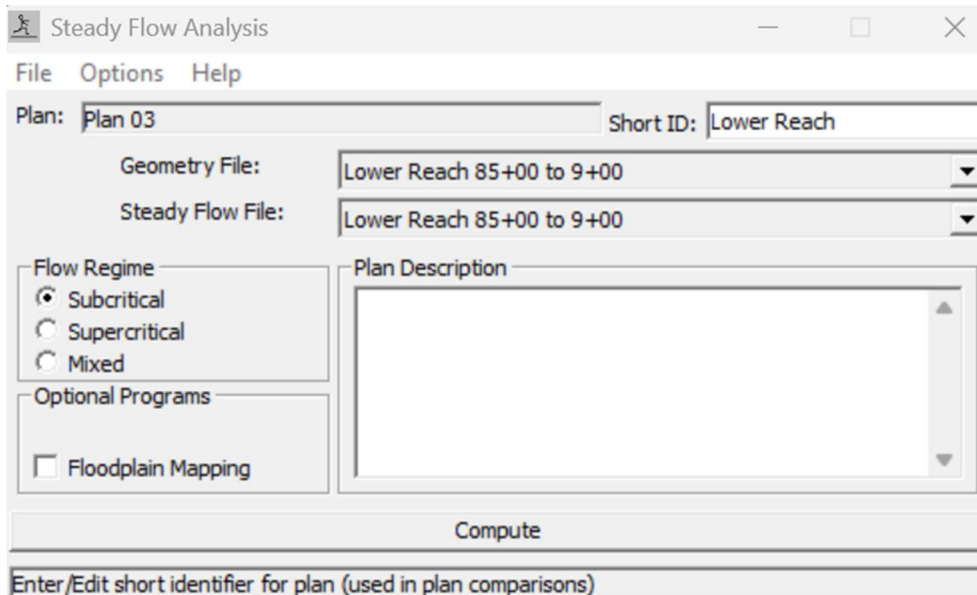 Steady Flow Analysis
File Options Help
Plan: Plan 03 Short ID: Lower Reach
Geometry File: Lower Reach 85+00 to 9+00
Steady Flow File: Lower Reach 85+00 to 9+00
Flow Regime
Subcritical
Supercritical
Mixed
Plan Description
Optional Programs
Floodplain Mapping
Compute
Enter/Edit short identifier for plan (used in plan comparisons)